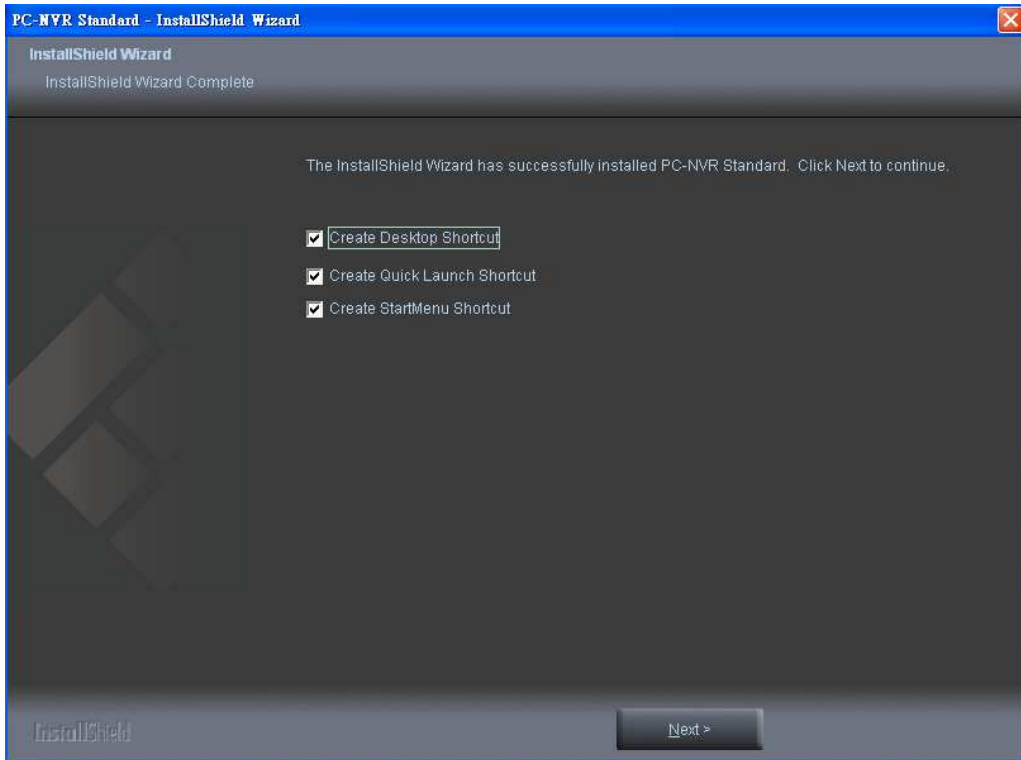 PC-NVR Standard - InstallShield Wizard
InstallShield Wizard
InstallShield Wizard Complete
The InstallShield Wizard has successfully installed PC-NVR Standard. Click Next to continue.
Create Desktop Shortcut
Create Quick Launch Shortcut
Create StartMenu Shortcut
InstallShield
Next >